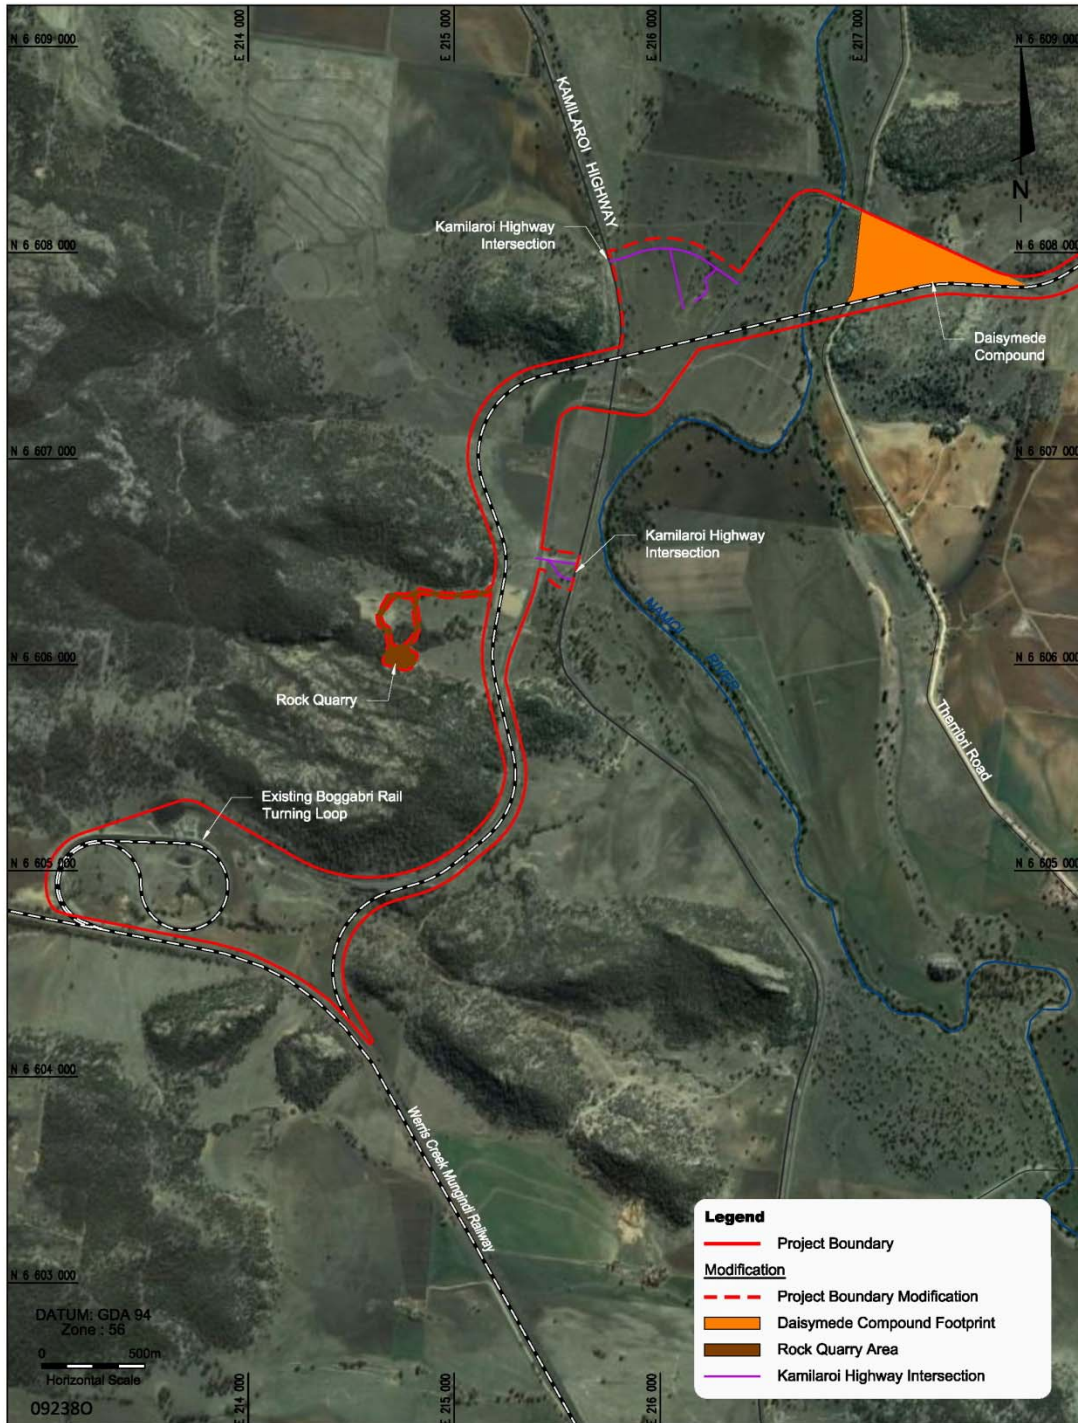 E 214 000
E 215 000
E 216 000
E 217 000
N 6 609 000
N 6 609 000
KAMILAROI HIGHWAY
N
Kamilaroi Highway
Intersection
N 6 608 000
N 6 608 000
Daisymede
Compound
N 6 607 000
N 6 607 000
Kamilaroi Highway
Intersection
NAMOI RIVER
N 6 606 000
N 6 606 000
Rock Quarry
Therribri Road
Existing Boggabri Rail
Turning Loop
N 6 605 000
N 6 605 000
N 6 604 000
Werris Creek Mungindi Railway
N 6 603 000
Legend
Project Boundary
Modification
Project Boundary Modification
Daisymede Compound Footprint
Rock Quarry Area
Kamilaroi Highway Intersection
DATUM: GDA 94
Zone : 56
0 500m
Horizontal Scale
09238O
E 214 000
E 215 000
E 216 000